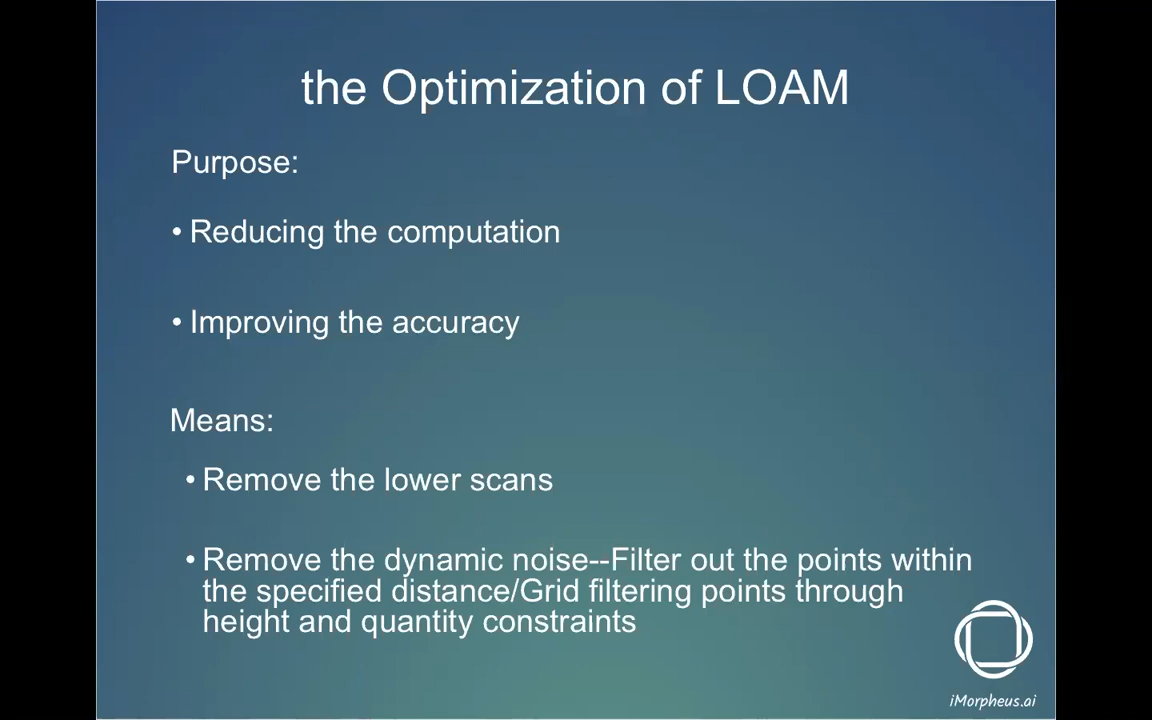 the Optimization of LOAM
Purpose:
• Reducing the computation
• Improving the accuracy
Means:
• Remove the lower scans
• Remove the dynamic noise--Filter out the points within
the specified distance/Grid filtering points through
height and quantity constraints
iMorpheus.ai